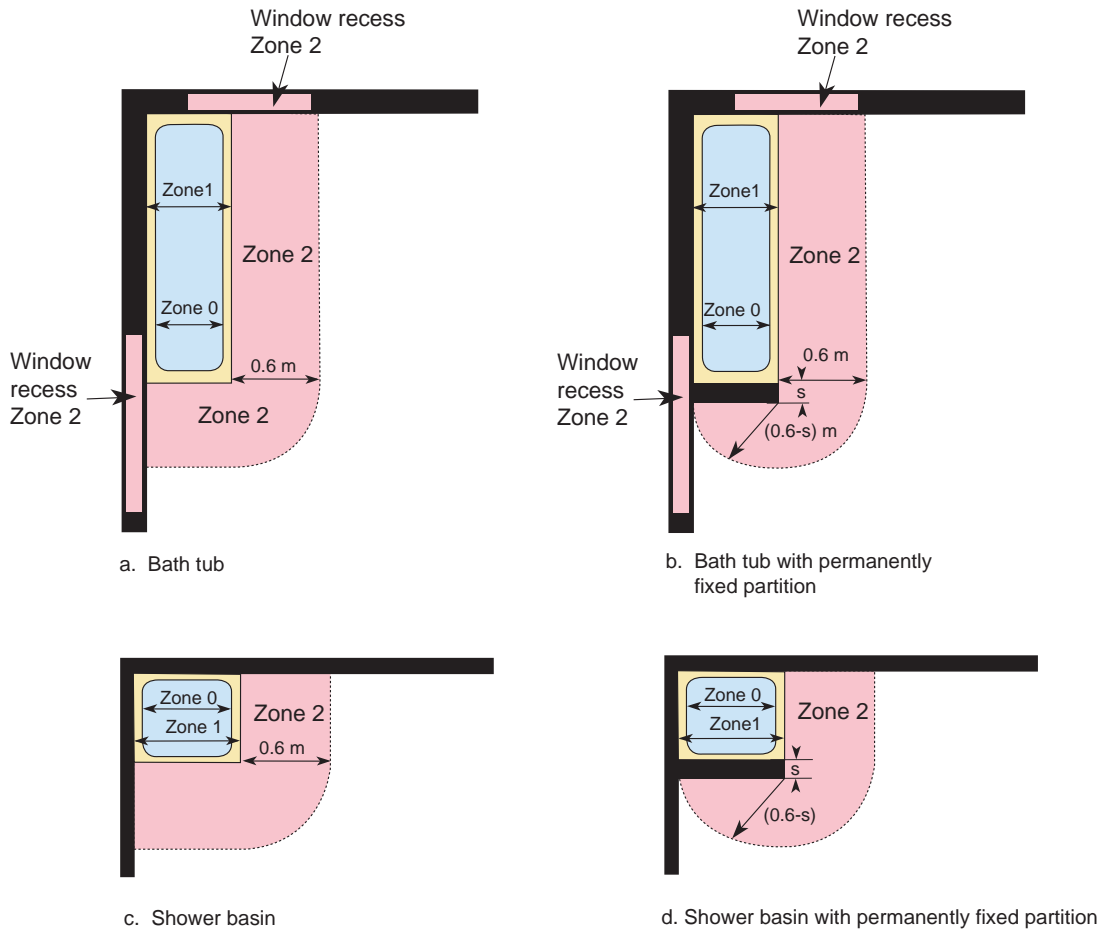 Window recess
Zone 2
Zone1
Zone 2
Zone 0
0.6 m
Window
recess
Zone 2
Zone 2
a.  Bath tub
Window recess
Zone 2
Zone1
Zone 2
Zone 0
0.6 m
Window
recess
Zone 2
s
(0.6-s) m
b.  Bath tub with permanently
fixed partition
Zone 0
Zone 2
Zone 1
0.6 m
c.  Shower basin
Zone 0
Zone 2
Zone1
s
(0.6-s)
d. Shower basin with permanently fixed partition